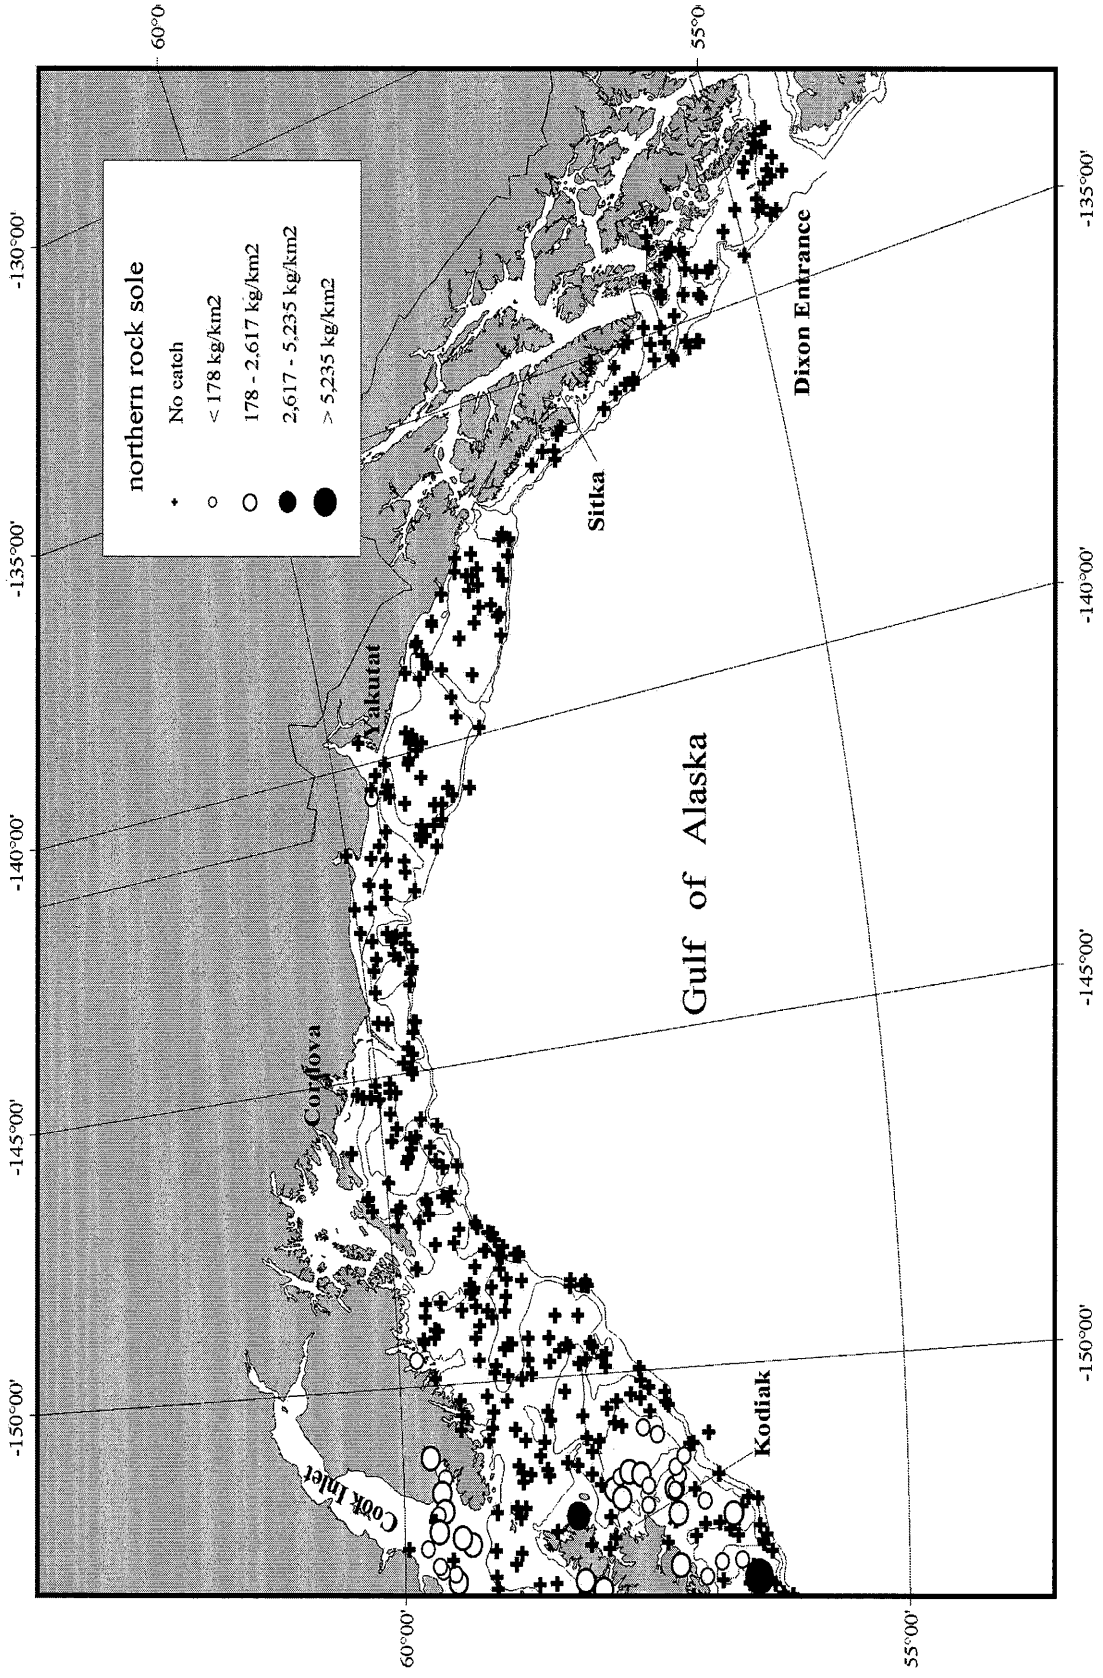 -130°00'
-135°00'
-140°00'
-145°00'
-150°00'
60°0
55°0
northern rock sole
No catch
< 178 kg/km2
178 - 2,617 kg/km2
2,617 - 5,235 kg/km2
> 5,235 kg/km2
Cook Inlet
Cordova
Yakutat
Sitka
Dixon Entrance
Gulf of Alaska
Kodiak
60°00'
55°00'
-150°00'
-145°00'
-140°00'
-135°00'